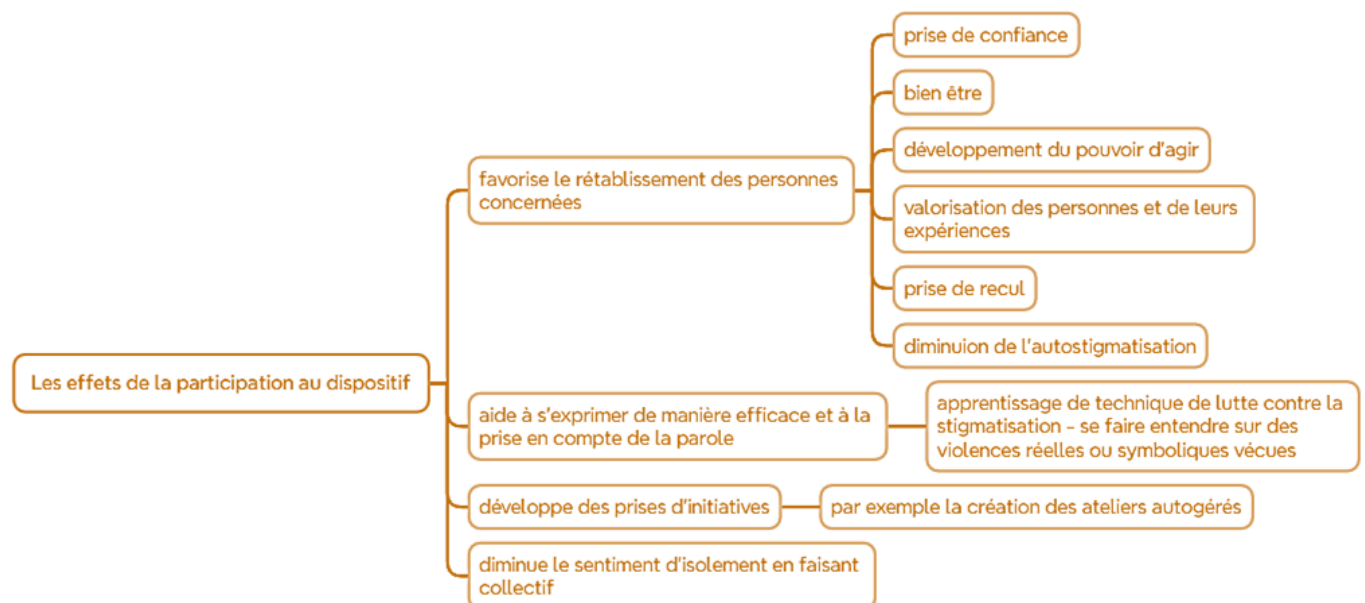 Les effets de la participation au dispositif
favorise le rétablissement des personnes
concernées
prise de confiance
bien être
développement du pouvoir d'agir
valorisation des personnes et de leurs
expériences
prise de recul
diminuion de l'autostigmatisation
aide à s'exprimer de manière efficace et à la
prise en compte de la parole
apprentissage de technique de lutte contre la
stigmatisation - se faire entendre sur des
violences réelles ou symboliques vécues
développe des prises d'initiatives
par exemple la création des ateliers autogérés
diminue le sentiment d'isolement en faisant
collectif